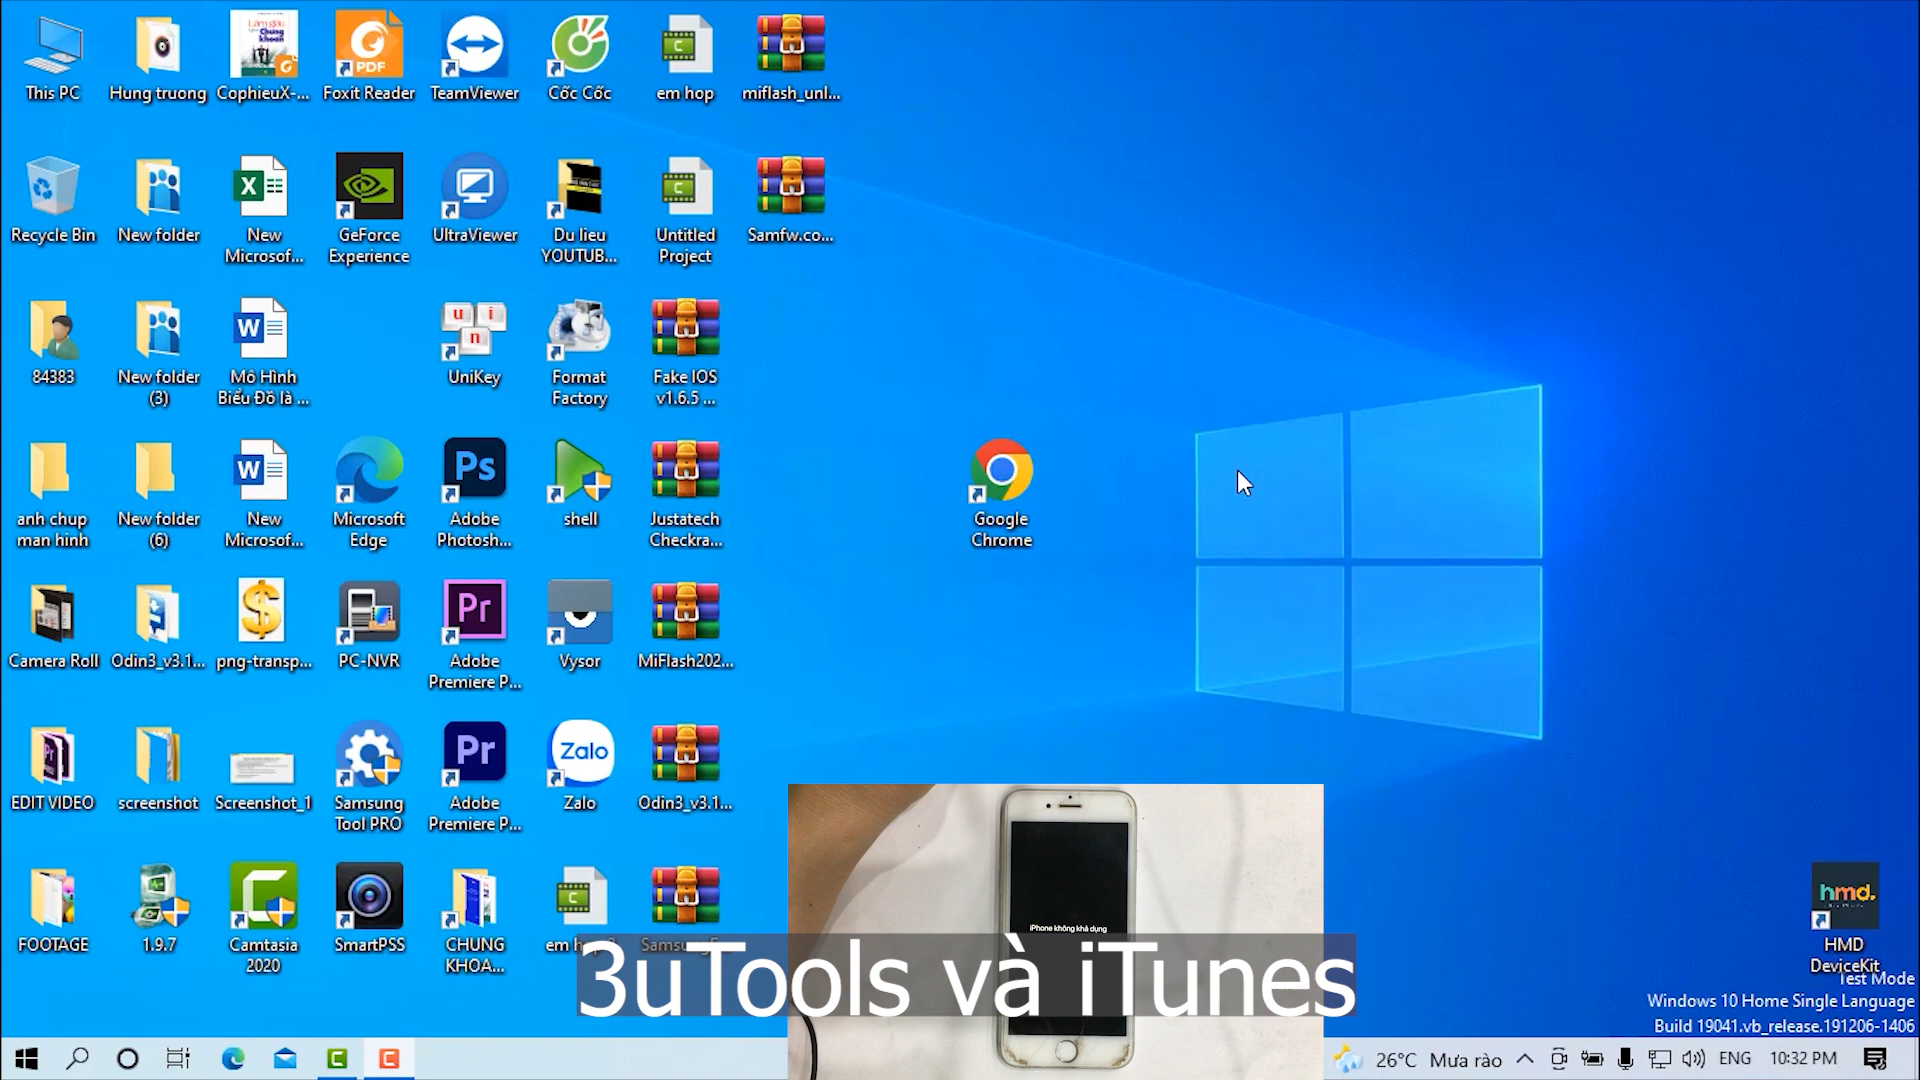 This PC
Hung truong
CophieuX-...
Foxit Reader
TeamViewer
Cốc Cốc
em hop
miflash_unl...
Recycle Bin
New folder
New
Microsof...
GeForce
Experience
UltraViewer
Du lieu
YOUTUB...
Untitled
Project
Samfw.co...
84383
New folder
(3)
Mô Hình
Biểu Đồ là ...
UniKey
Format
Factory
Fake IOS
v1.6.5 ...
anh chup
man hinh
New folder
(6)
New
Microsof...
Microsoft
Edge
Adobe
Photosh...
shell
Justatech
Checkra...
Google
Chrome
Camera Roll
Odin3_v3.1...
png-transp...
PC-NVR
Adobe
Premiere P...
Vysor
MiFlash202...
EDIT VIDEO
screenshot
Screenshot_1
Samsung
Tool PRO
Adobe
Premiere P...
Zalo
Odin3_v3.1...
FOOTAGE
1.9.7
Camtasia
2020
SmartPSS
CHUNG
KHOA...
em hop
iPhone không khả dụng
3uTools và iTunes
HMD
DeviceKit
Test Mode
Windows 10 Home Single Language
Build 19041.vb_release.191206-1406
26°C Mưa rào
ENG
10:32 PM